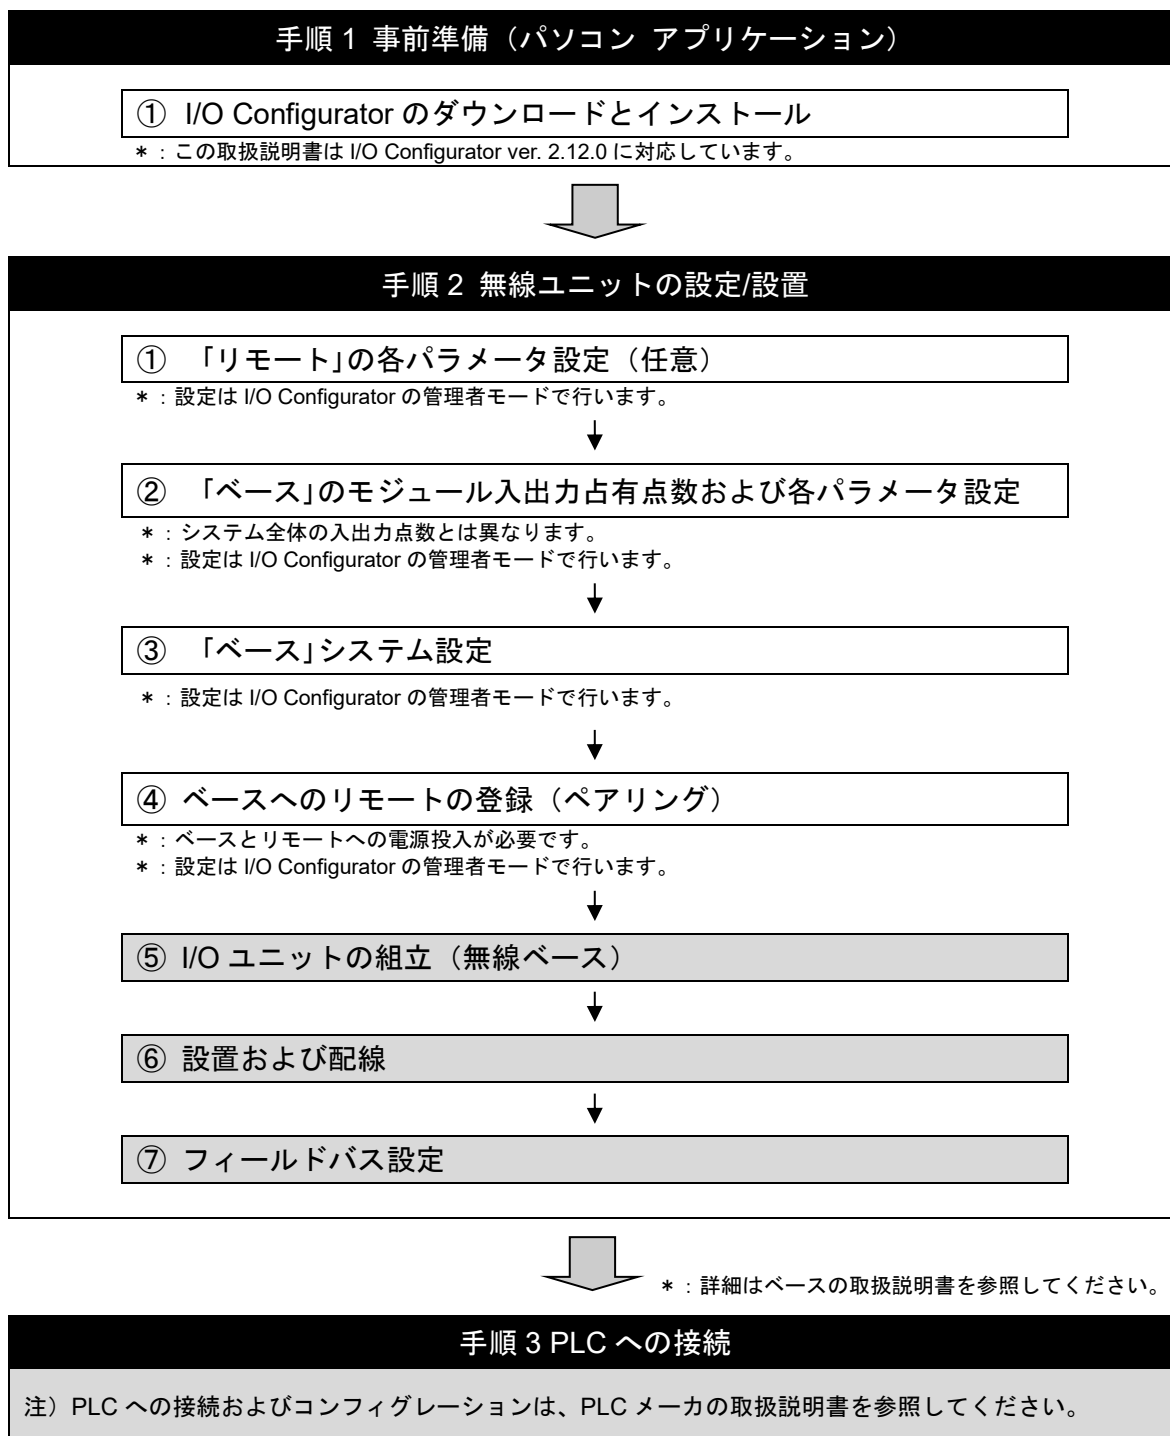 手順 1 事前準備（パソコン アプリケーション）
① I/O Configurator のダウンロードとインストール
*：この取扱説明書は I/O Configurator ver. 2.12.0 に対応しています。
手順 2 無線ユニットの設定/設置
① 「リモート」の各パラメータ設定（任意）
*：設定は I/O Configurator の管理者モードで行います。
② 「ベース」のモジュール入出力占有点数および各パラメータ設定
*：システム全体の入出力点数とは異なります。
*：設定は I/O Configurator の管理者モードで行います。
③ 「ベース」システム設定
*：設定は I/O Configurator の管理者モードで行います。
④ ベースへのリモートの登録（ペアリング）
*：ベースとリモートへの電源投入が必要です。
*：設定は I/O Configurator の管理者モードで行います。
⑤ I/O ユニットの組立（無線ベース）
⑥ 設置および配線
⑦ フィールドバス設定
*：詳細はベースの取扱説明書を参照してください。
手順 3 PLC への接続
注）PLC への接続およびコンフィグレーションは、PLC メーカの取扱説明書を参照してください。